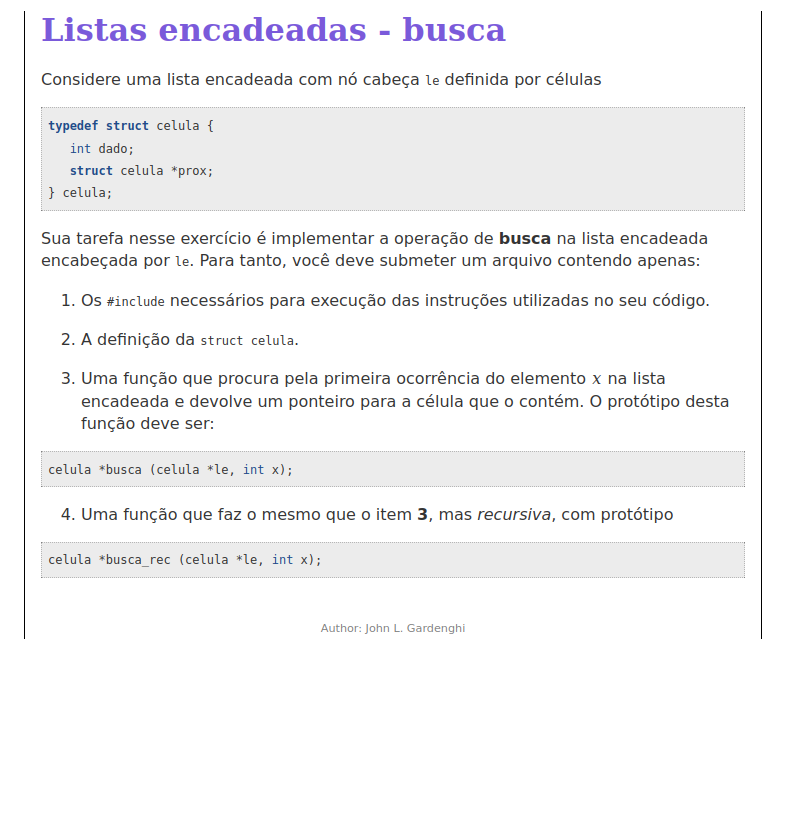 Listas encadeadas - busca
Considere uma lista encadeada com nó cabeça le definida por células
typedef struct celula {
   int dado;
   struct celula *prox;
} celula;
Sua tarefa nesse exercício é implementar a operação de busca na lista encadeada
encabeçada por le. Para tanto, você deve submeter um arquivo contendo apenas:
1. Os #include necessários para execução das instruções utilizadas no seu código.
2. A definição da struct celula.
3. Uma função que procura pela primeira ocorrência do elemento x na lista
encadeada e devolve um ponteiro para a célula que o contém. O protótipo desta
função deve ser:
celula *busca (celula *le, int x);
4. Uma função que faz o mesmo que o item 3, mas recursiva, com protótipo
celula *busca_rec (celula *le, int x);
Author: John L. Gardenghi